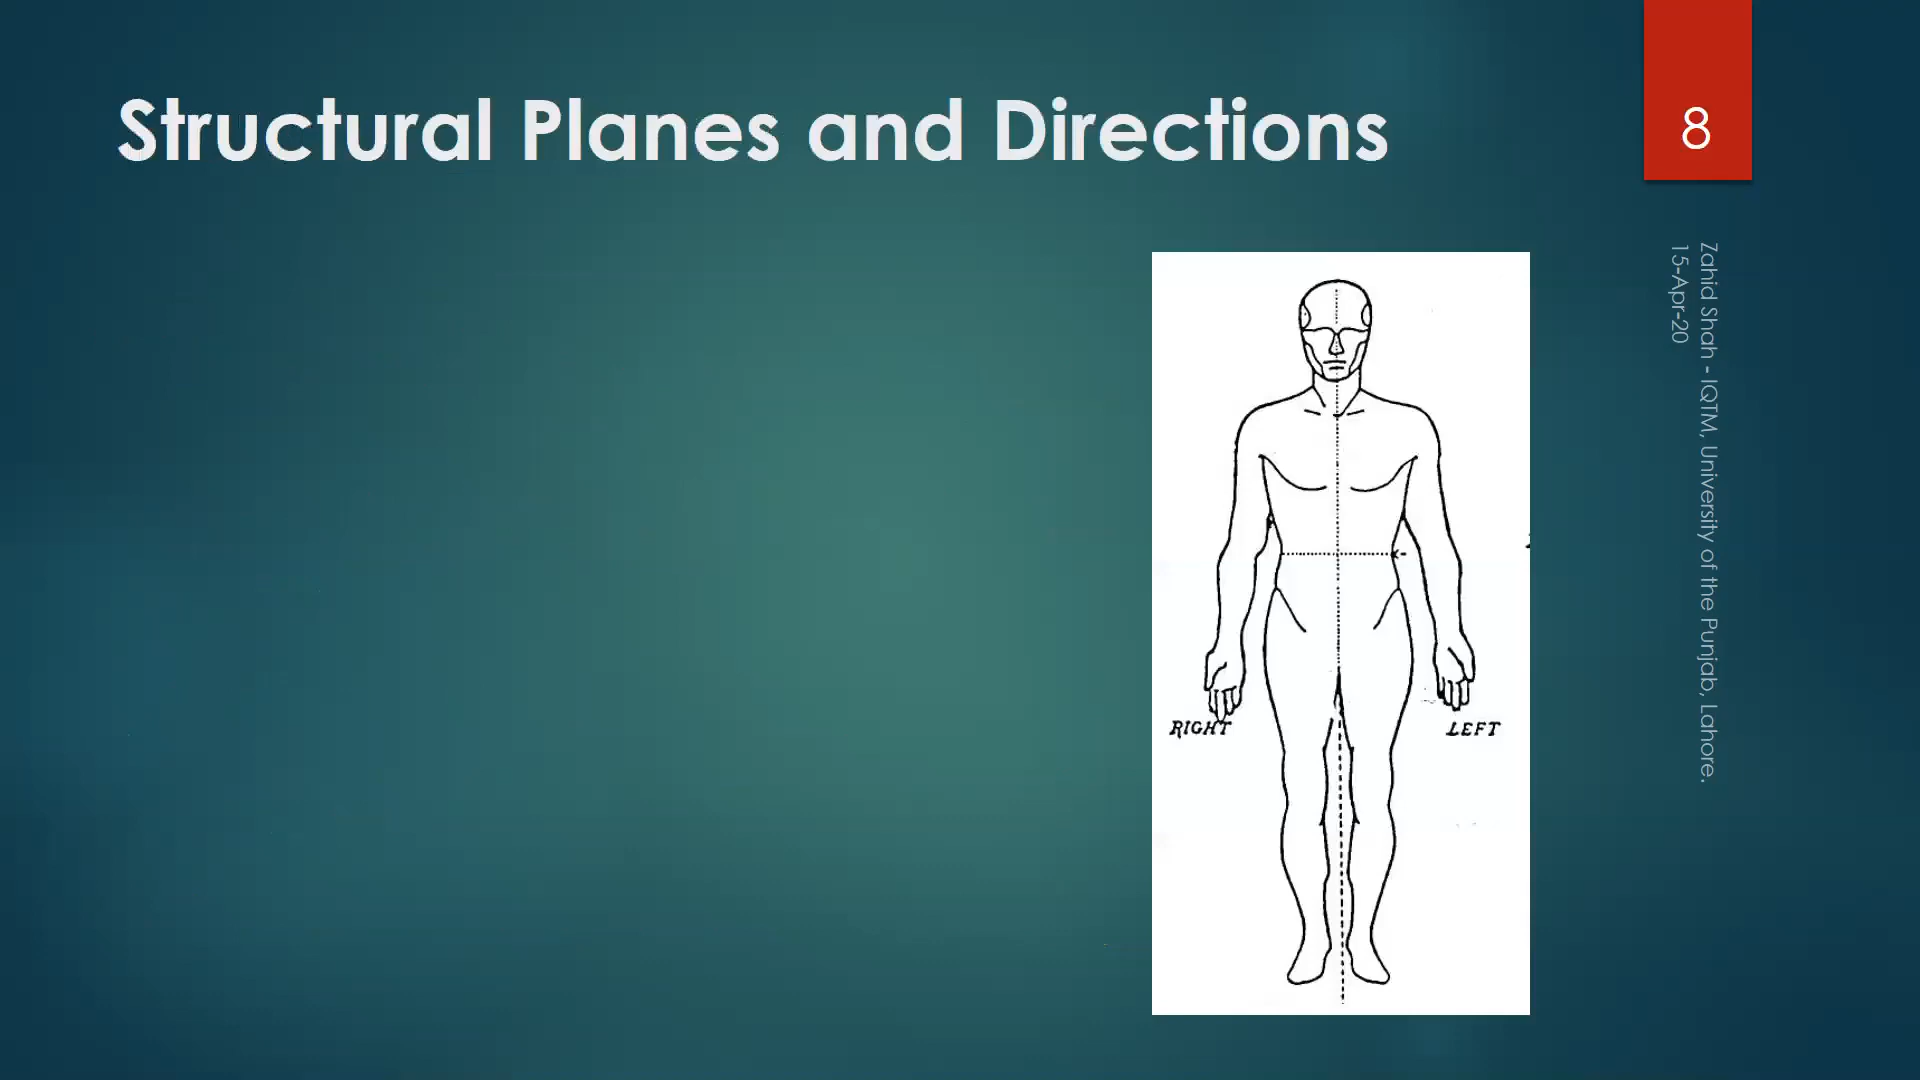 Structural Planes and Directions
8
Zahid Shah - IQTM, University of the Punjab, Lahore.
15-Apr-20
RIGHT
LEFT